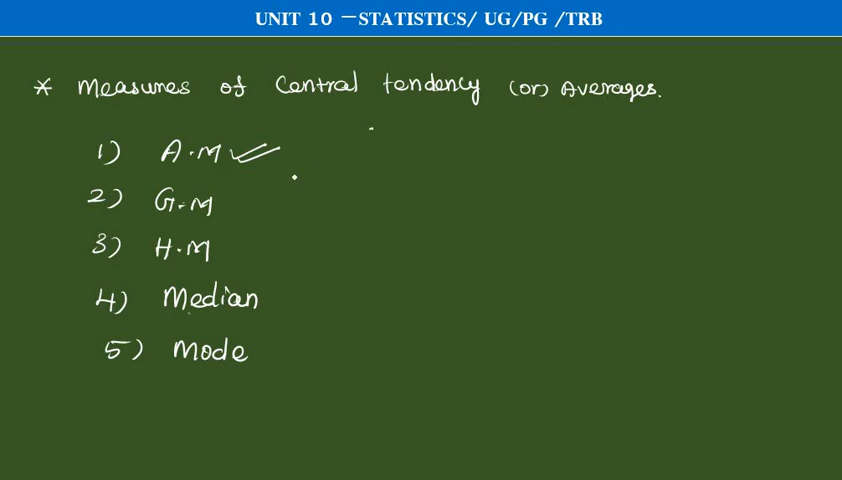 UNIT 10 –STATISTICS/ UG/PG /TRB
* Measures of Central tendency (or) Averages.
1) A.M
2) G.M
3) H.M
4) Median
5) Mode